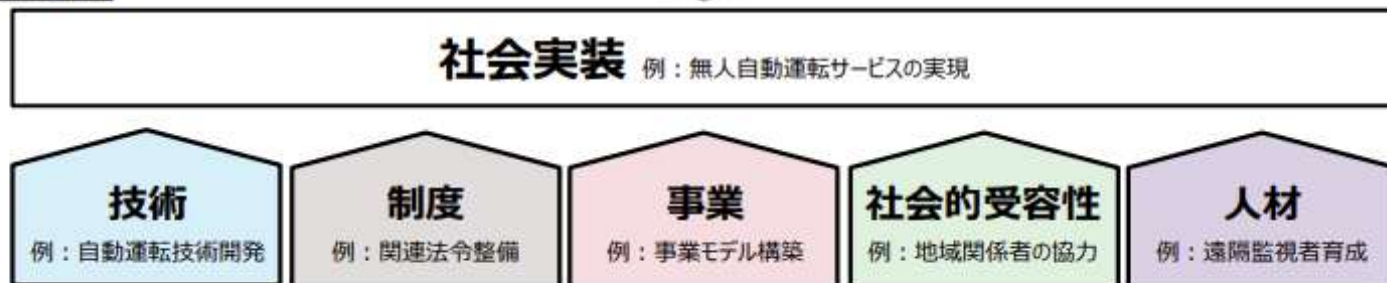 社会実装 例：無人自動運転サービスの実現
技術
例：自動運転技術開発
制度
例：関連法令整備
事業
例：事業モデル構築
社会的受容性
例：地域関係者の協力
人材
例：遠隔監視者育成